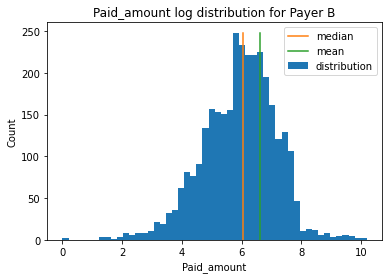 Paid_amount log distribution for Payer B
250
200
150
100
50
0
Count
median
mean
distribution
0 2 4 6 8 10
Paid_amount